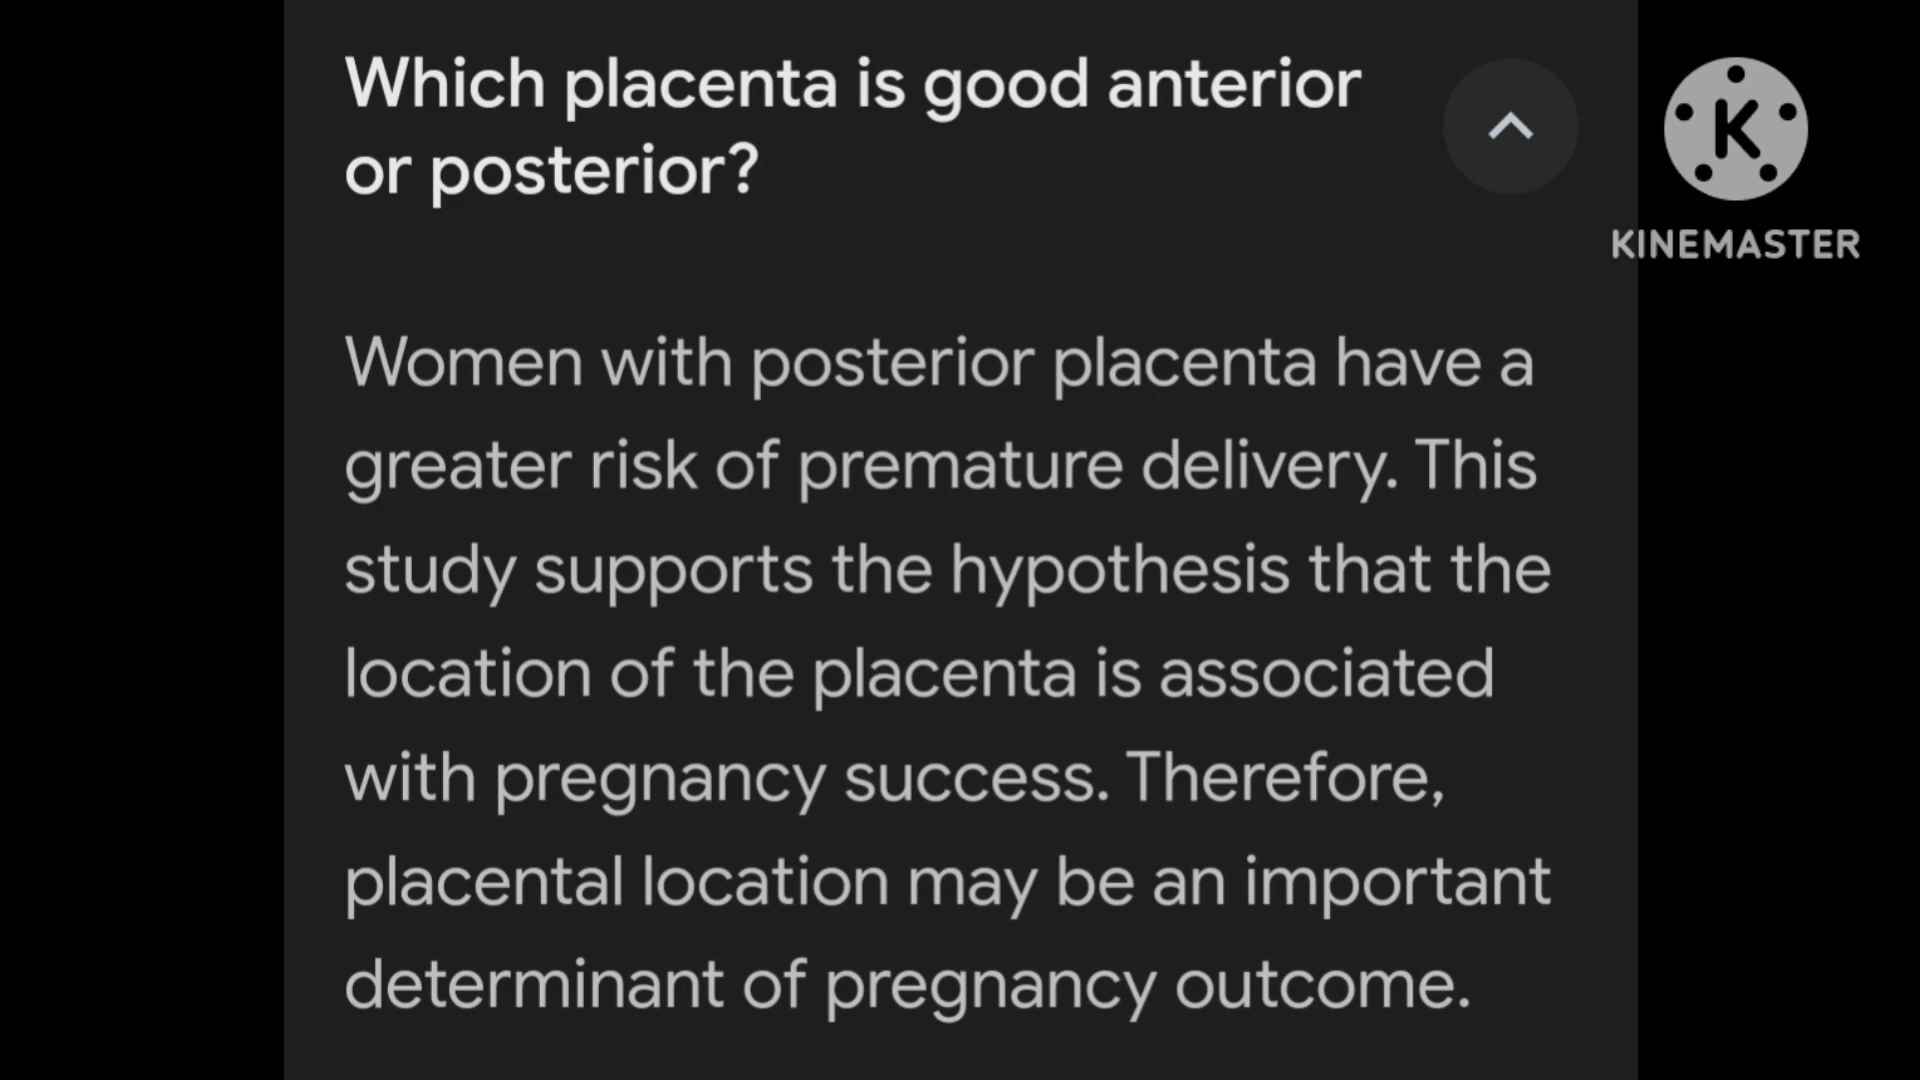 Which placenta is good anterior
or posterior?
K
KINEMASTER
Women with posterior placenta have a
greater risk of premature delivery. This
study supports the hypothesis that the
location of the placenta is associated
with pregnancy success. Therefore,
placental location may be an important
determinant of pregnancy outcome.